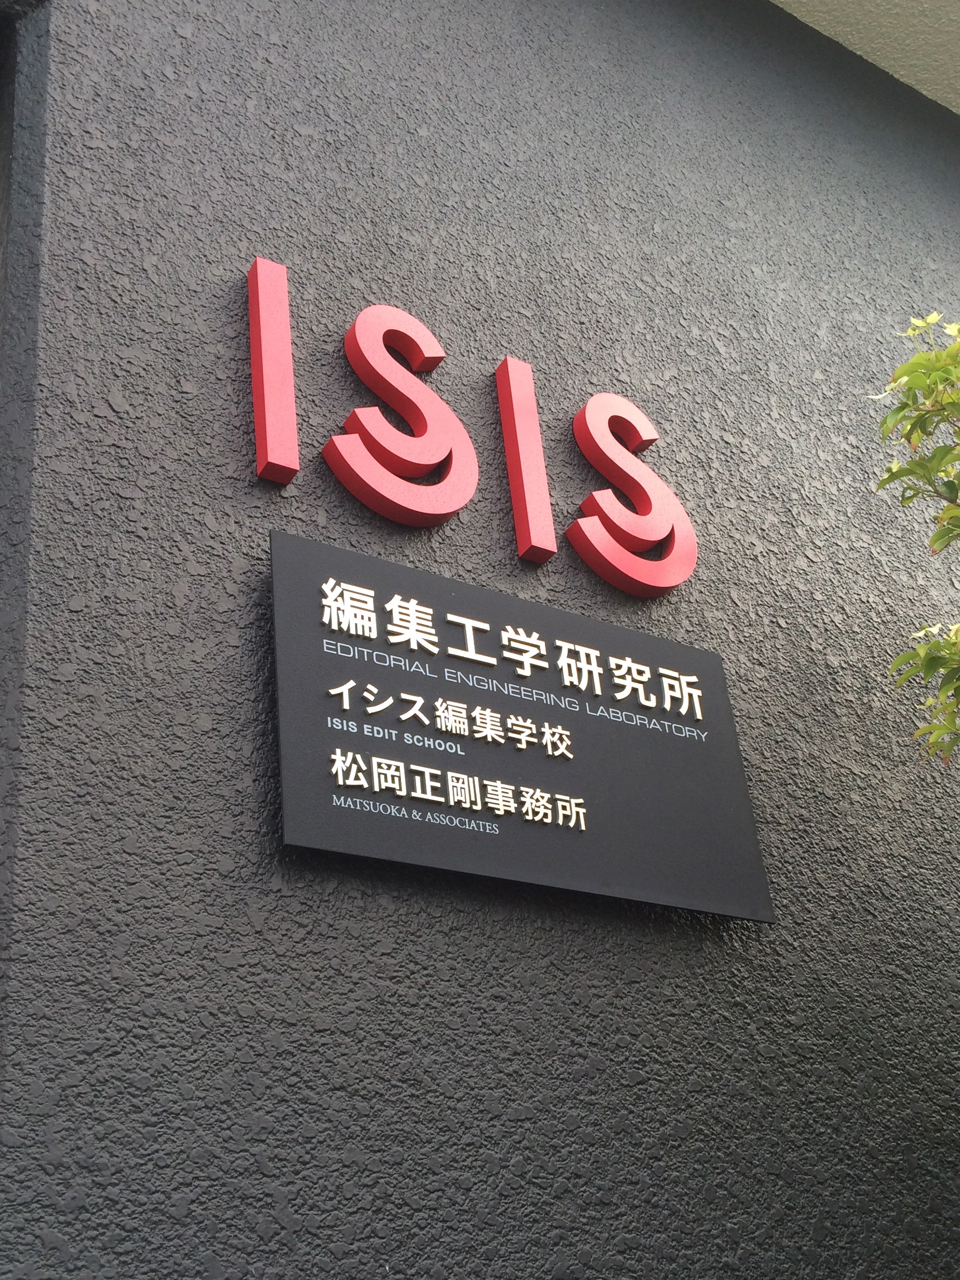 ISIS
編集工学研究所
EDITORIAL ENGINEERING LABORATORY
イシス編集学校
ISIS EDIT SCHOOL
松岡正剛事務所
MATSUOKA & ASSOCIATES